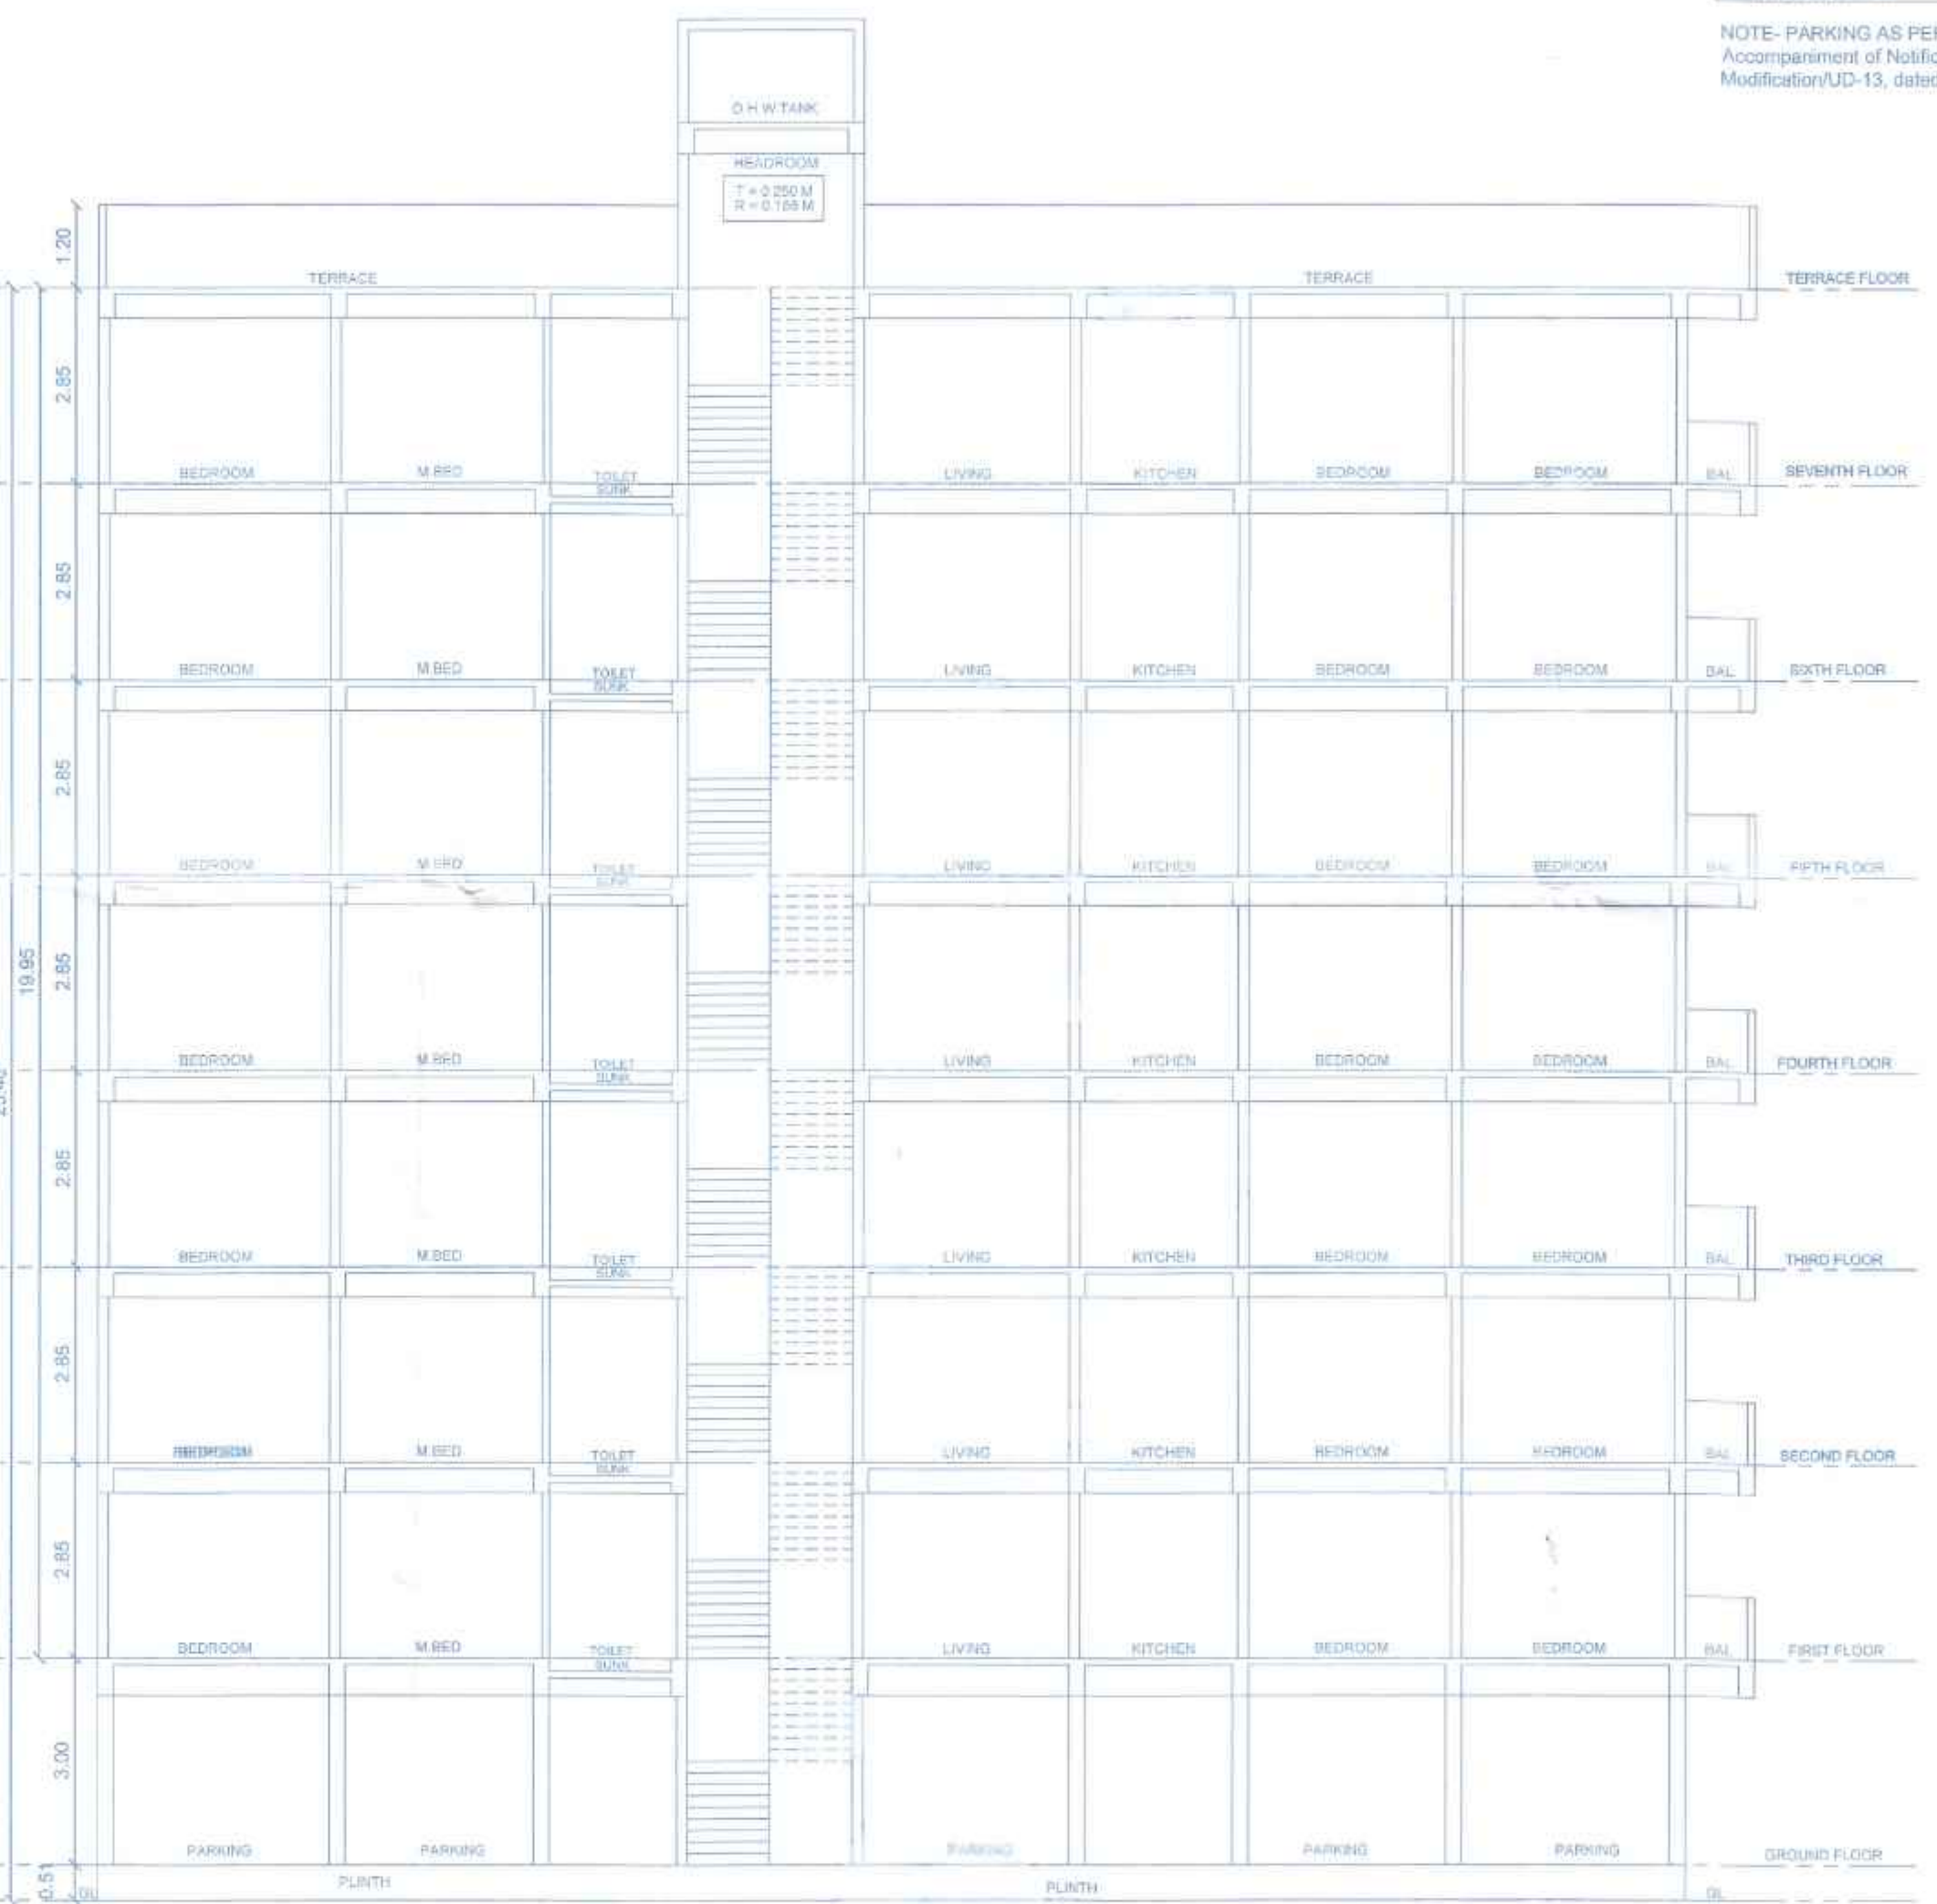 NOTE- PARKING AS PE
Accompaniment of Notific
Modification/UD-13, dated
O.H.W.TANK
HEADROOM
T = 0.250 M
1.20
TERRACE
TERRACE
TERRACE FLOOR
2.85
BEDROOM
M.BED
TOILET
SUNK
LIVING
KITCHEN
BEDROOM
BEDROOM
BAL.
SEVENTH FLOOR
2.85
BEDROOM
M.BED
TOILET
SUNK
LIVING
KITCHEN
BEDROOM
BEDROOM
BAL.
SIXTH FLOOR
2.85
BEDROOM
M.BED
TOILET
SUNK
LIVING
KITCHEN
BEDROOM
BEDROOM
BAL.
FIFTH FLOOR
19.95
2.85
BEDROOM
M.BED
TOILET
SUNK
LIVING
KITCHEN
BEDROOM
BEDROOM
BAL.
FOURTH FLOOR
2.85
BEDROOM
M.BED
TOILET
SUNK
LIVING
KITCHEN
BEDROOM
BEDROOM
BAL.
THIRD FLOOR
2.85
M.BED
TOILET
SUNK
LIVING
KITCHEN
BEDROOM
BEDROOM
BAL.
SECOND FLOOR
2.85
BEDROOM
M.BED
TOILET
SUNK
LIVING
KITCHEN
BEDROOM
BEDROOM
BAL.
FIRST FLOOR
3.00
PARKING
PARKING
PARKING
PARKING
PARKING
GROUND FLOOR
0.51
GL
PLINTH
PLINTH
GL